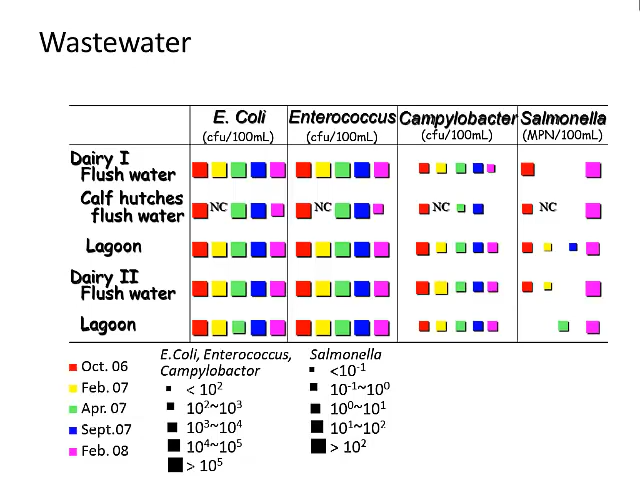 Wastewater
E. Coli Enterococcus Campylobacter Salmonella
(cfu/100mL) (cfu/100mL) (cfu/100mL) (MPN/100mL)
Dairy I
Flush water
Calf hutches NC NC NC NC
flush water
Lagoon
Dairy II
Flush water
Lagoon
Oct. 06
Feb. 07
Apr. 07
Sept.07
Feb. 08
E.Coli, Enterococcus,
Campylobactor
< 10²
10²~10³
10³~10⁴
10⁴~10⁵
> 10⁵
Salmonella
<10⁻¹
10⁻¹~10⁰
10⁰~10¹
10¹~10²
> 10²